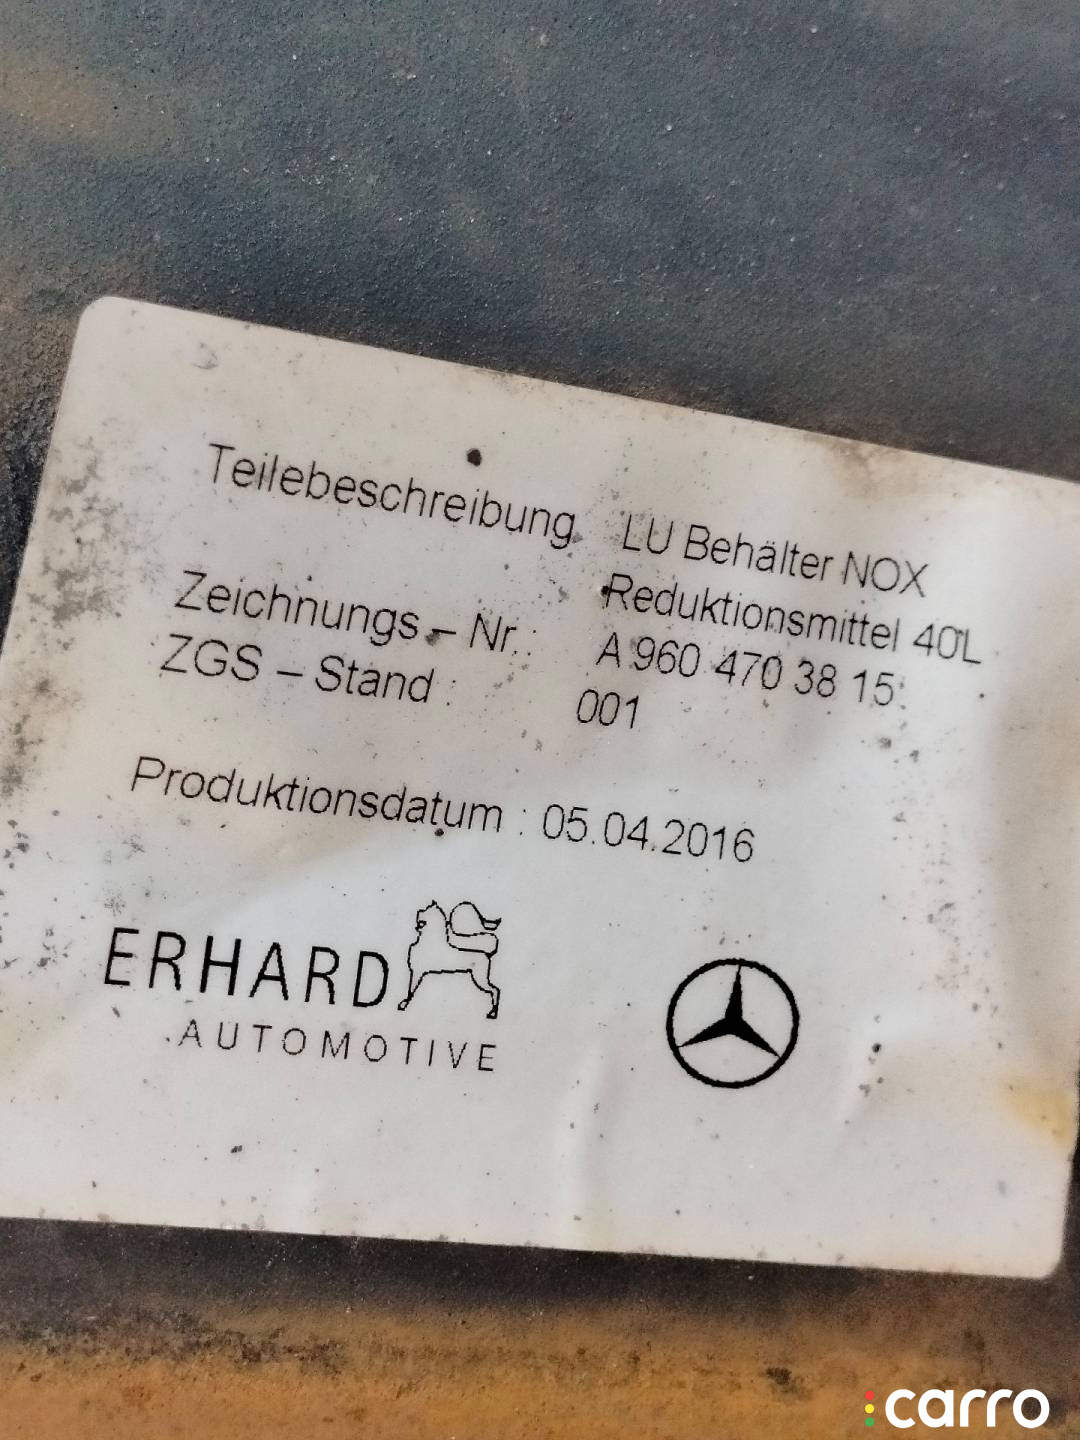 Teilebeschreibung LU Behälter NOX
Reduktionsmittel 40L
Zeichnungs – Nr.: A 960 470 38 15
ZGS – Stand : 001
Produktionsdatum : 05.04.2016
ERHARD
AUTOMOTIVE
carro